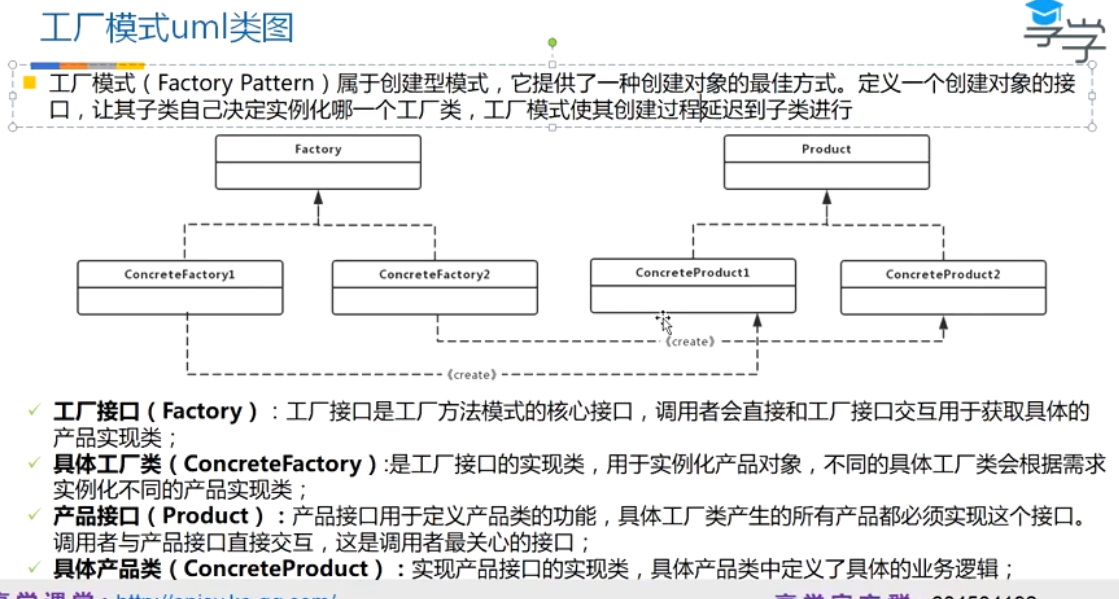 工厂模式uml类图
享学
工厂模式（Factory Pattern）属于创建型模式，它提供了一种创建对象的最佳方式。定义一个创建对象的接
口，让其子类自己决定实例化哪一个工厂类，工厂模式使其创建过程延迟到子类进行
Factory
Product
ConcreteFactory1
ConcreteFactory2
ConcreteProduct1
ConcreteProduct2
《create》
《create》
工厂接口（Factory）：工厂接口是工厂方法模式的核心接口，调用者会直接和工厂接口交互用于获取具体的
产品实现类；
具体工厂类（ConcreteFactory）:是工厂接口的实现类，用于实例化产品对象，不同的具体工厂类会根据需求
实例化不同的产品实现类；
产品接口（Product）：产品接口用于定义产品类的功能，具体工厂类产生的所有产品都必须实现这个接口。
调用者与产品接口直接交互，这是调用者最关心的接口；
具体产品类（ConcreteProduct）：实现产品接口的实现类，具体产品类中定义了具体的业务逻辑；